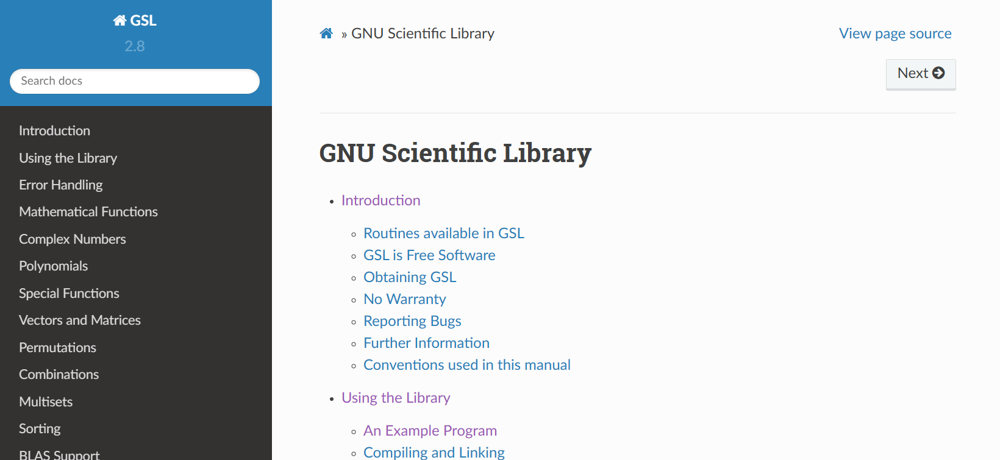 GSL
2.8
Search docs
Introduction
Using the Library
Error Handling
Mathematical Functions
Complex Numbers
Polynomials
Special Functions
Vectors and Matrices
Permutations
Combinations
Multisets
Sorting
BLAS Support
» GNU Scientific Library
View page source
Next
GNU Scientific Library
• Introduction
◦ Routines available in GSL
◦ GSL is Free Software
◦ Obtaining GSL
◦ No Warranty
◦ Reporting Bugs
◦ Further Information
◦ Conventions used in this manual
• Using the Library
◦ An Example Program
◦ Compiling and Linking